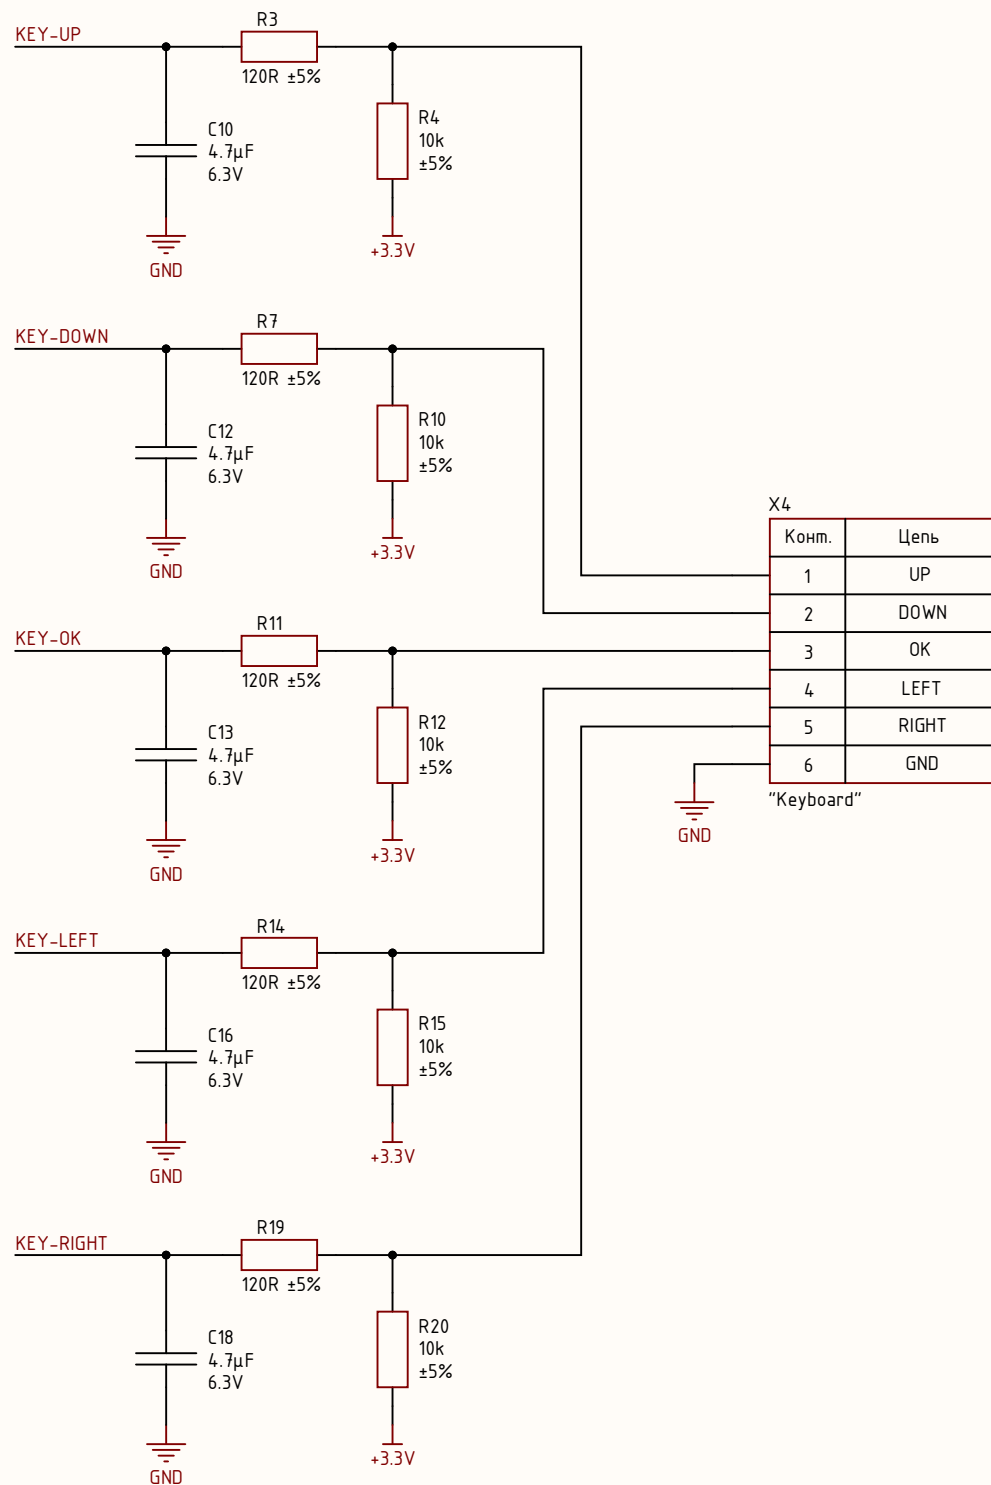 KEY-UP
R3
120R ±5%
C10
4.7µF
6.3V
GND
R4
10k
±5%
+3.3V
KEY-DOWN
R7
120R ±5%
C12
4.7µF
6.3V
GND
R10
10k
±5%
+3.3V
KEY-OK
R11
120R ±5%
C13
4.7µF
6.3V
GND
R12
10k
±5%
+3.3V
KEY-LEFT
R14
120R ±5%
C16
4.7µF
6.3V
GND
R15
10k
±5%
+3.3V
KEY-RIGHT
R19
120R ±5%
C18
4.7µF
6.3V
GND
R20
10k
±5%
+3.3V
X4
Конт. Цепь
1 UP
2 DOWN
3 OK
4 LEFT
5 RIGHT
6 GND
"Keyboard"
GND